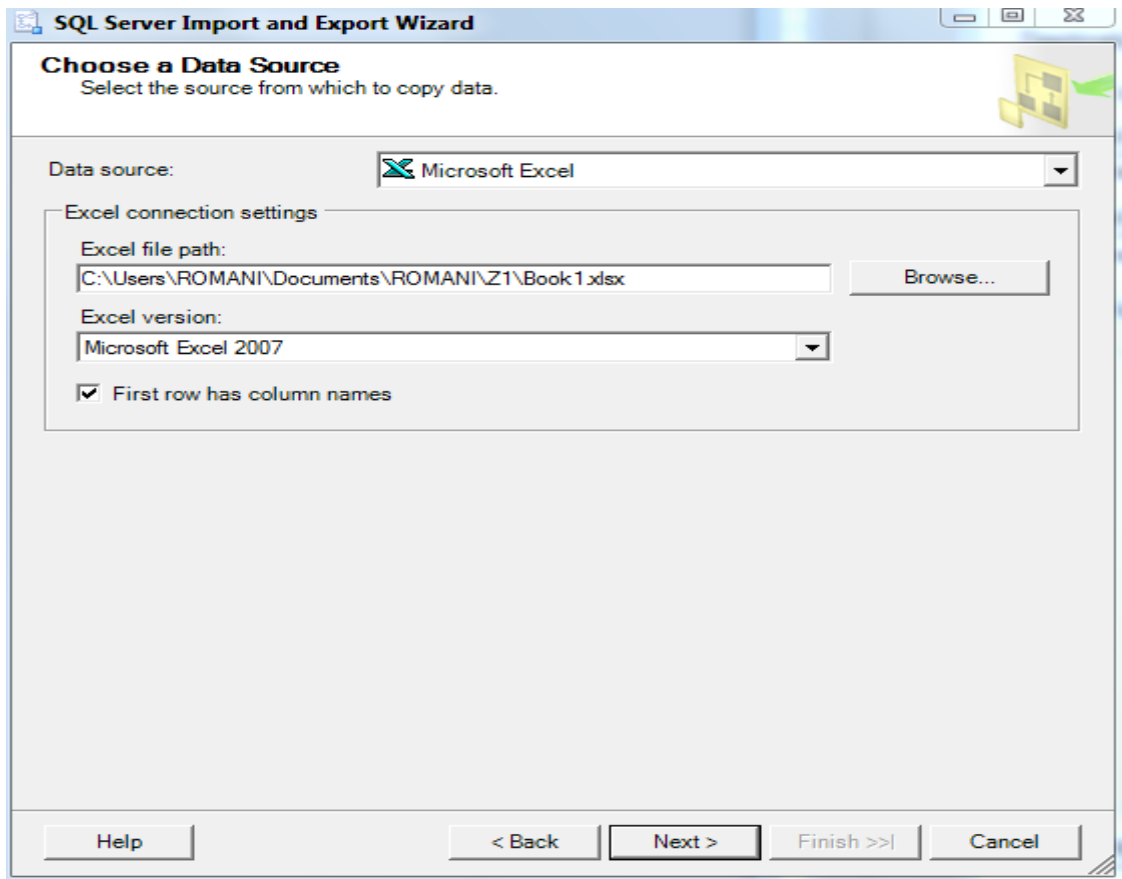 SQL Server Import and Export Wizard
Choose a Data Source
Select the source from which to copy data.
Data source:
Microsoft Excel
Excel connection settings
Excel file path:
C:\Users\ROMANI\Documents\ROMANI\Z1\Book1.xlsx
Browse...
Excel version:
Microsoft Excel 2007
First row has column names
Help
< Back
Next >
Finish >>|
Cancel